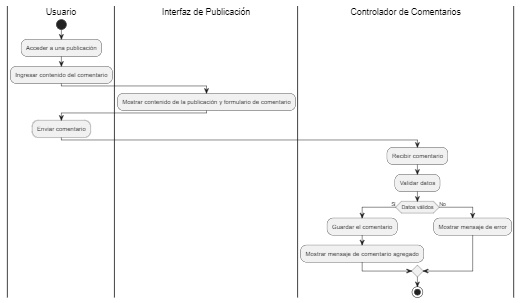 Usuario
Interfaz de Publicación
Controlador de Comentarios
Acceder a una publicación
Ingresar contenido del comentario
Mostrar contenido de la publicación y formulario de comentario
Enviar comentario
Recibir comentario
Validar datos
Sí
Datos válidos
No
Guardar el comentario
Mostrar mensaje de error
Mostrar mensaje de comentario agregado